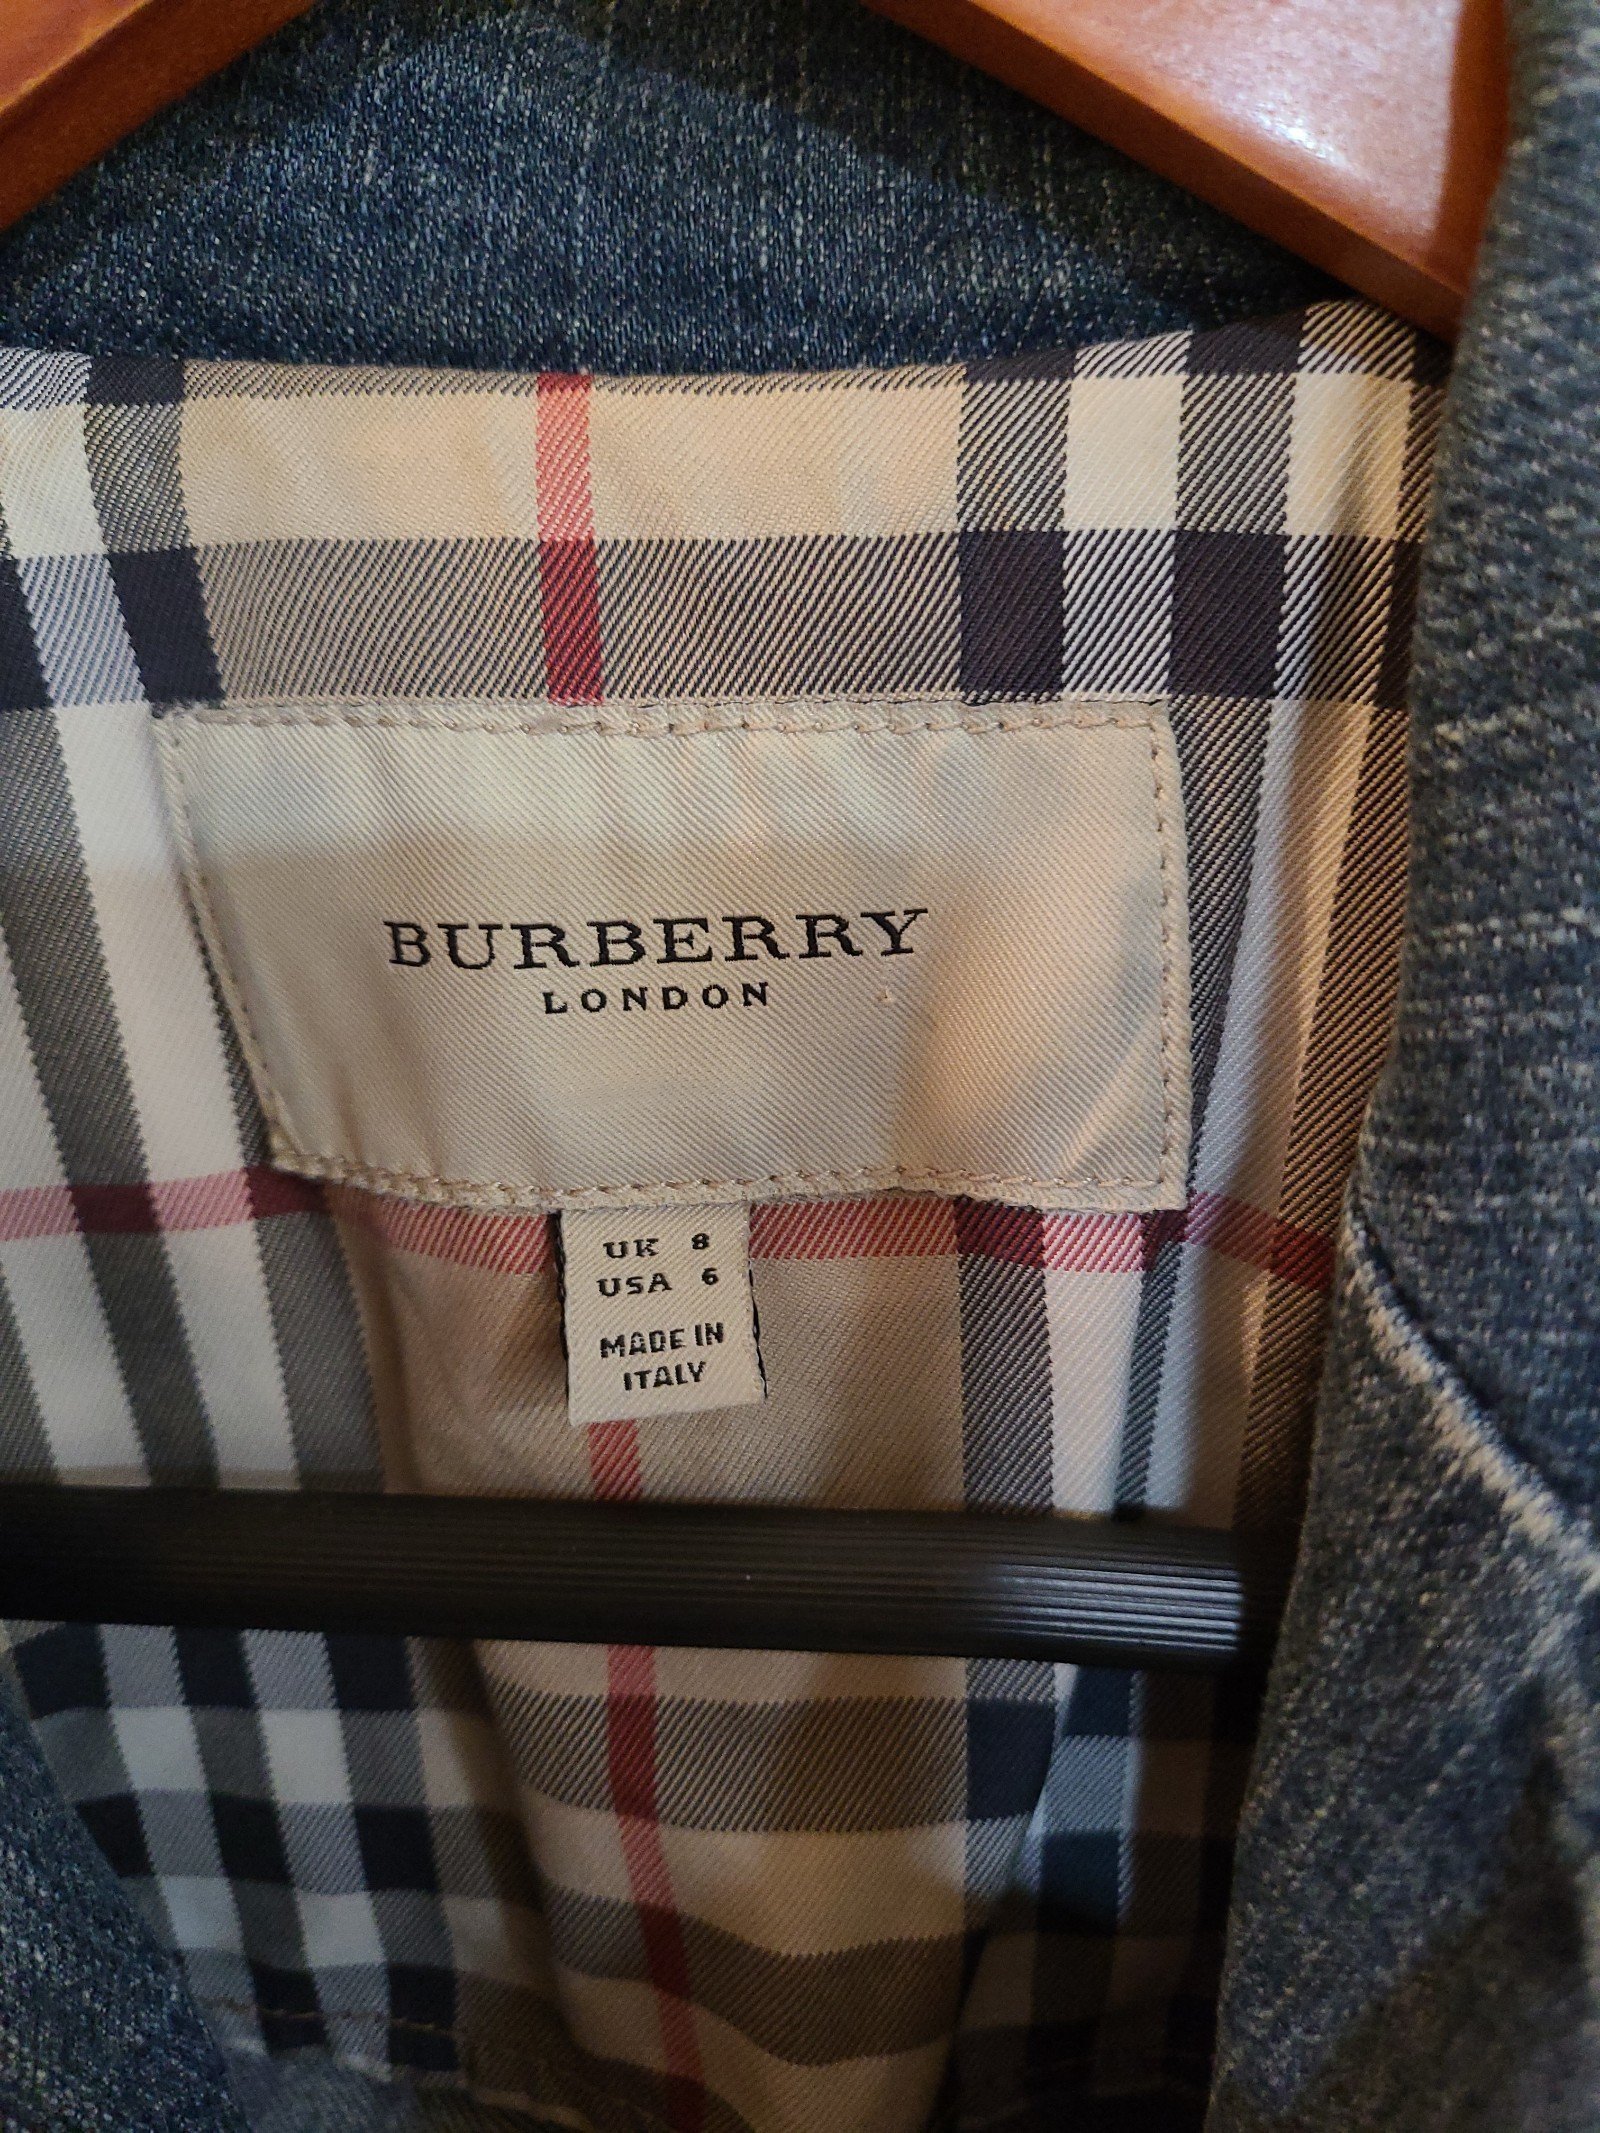 BURBERRY
LONDON
UK 8
USA 6
MADE IN
ITALY